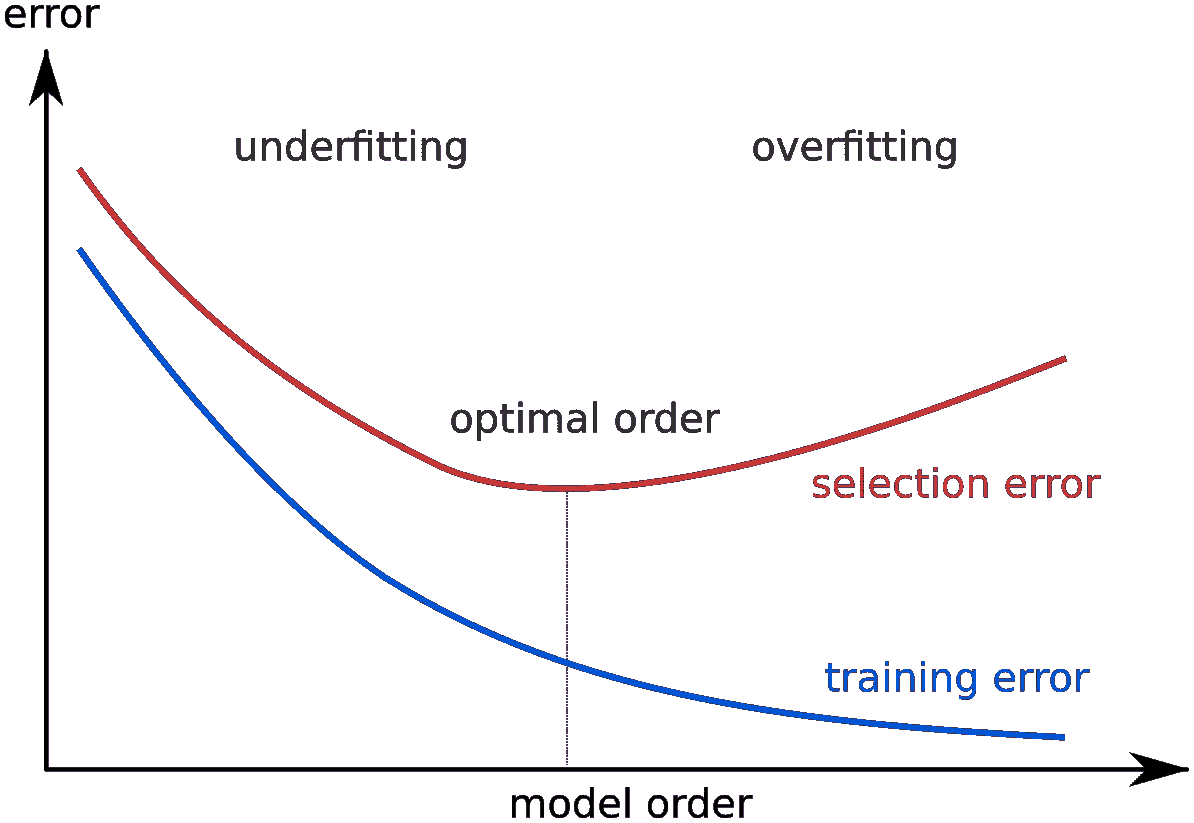 error
underfitting
overfitting
optimal order
selection error
training error
model order